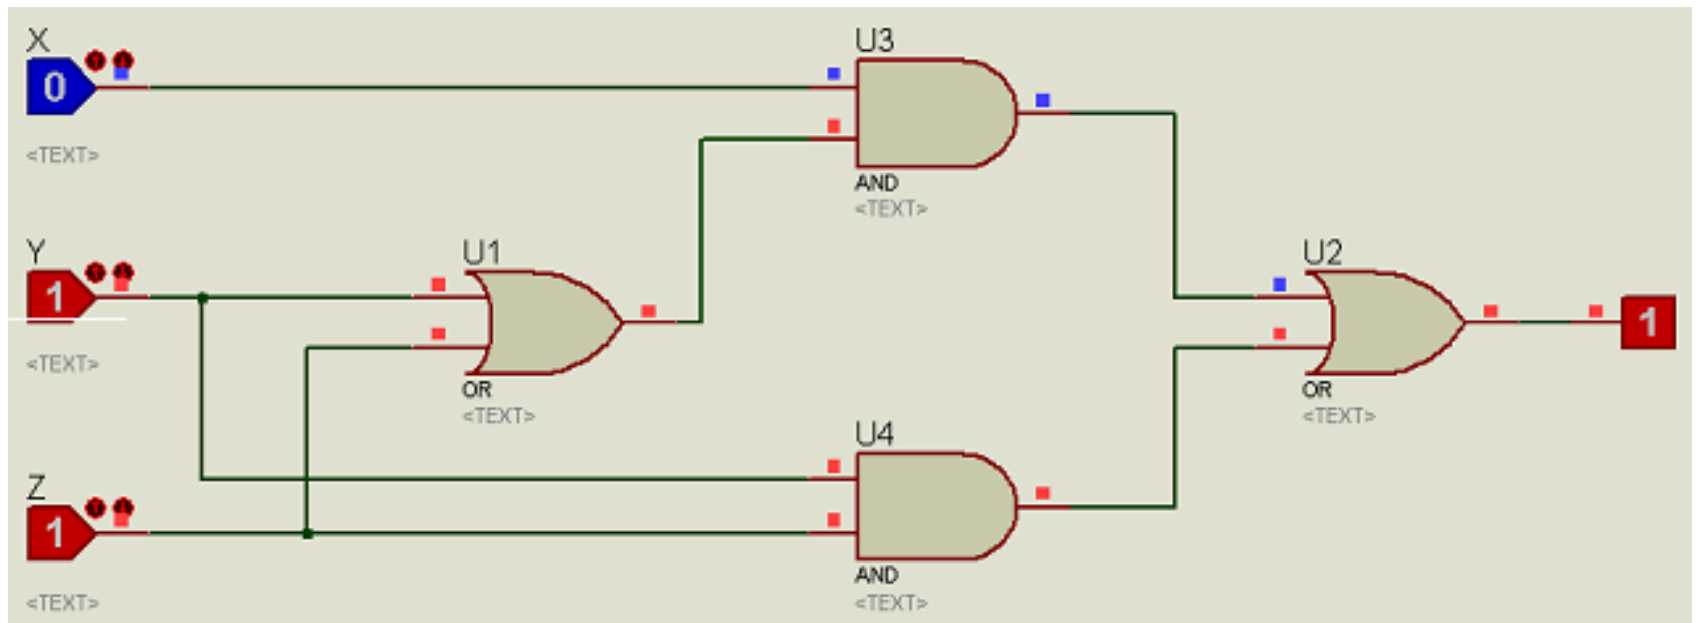 X
0
<TEXT>
U3
AND
<TEXT>
Y
1
<TEXT>
U1
OR
<TEXT>
U2
OR
<TEXT>
1
Z
1
<TEXT>
U4
AND
<TEXT>